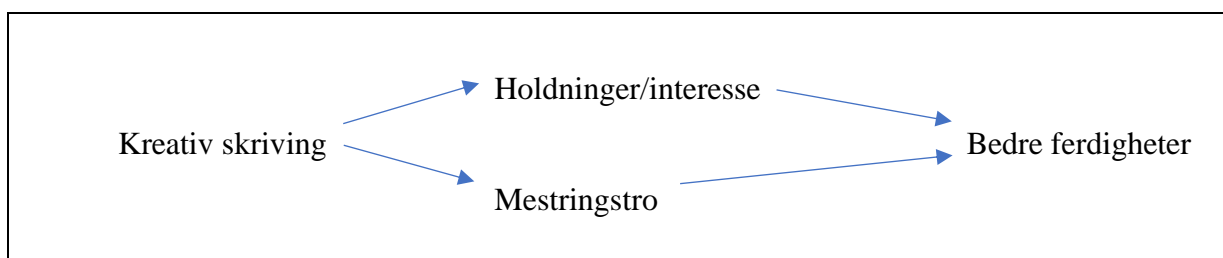 Holdninger/interesse
Kreativ skriving
Bedre ferdigheter
Mestringstro